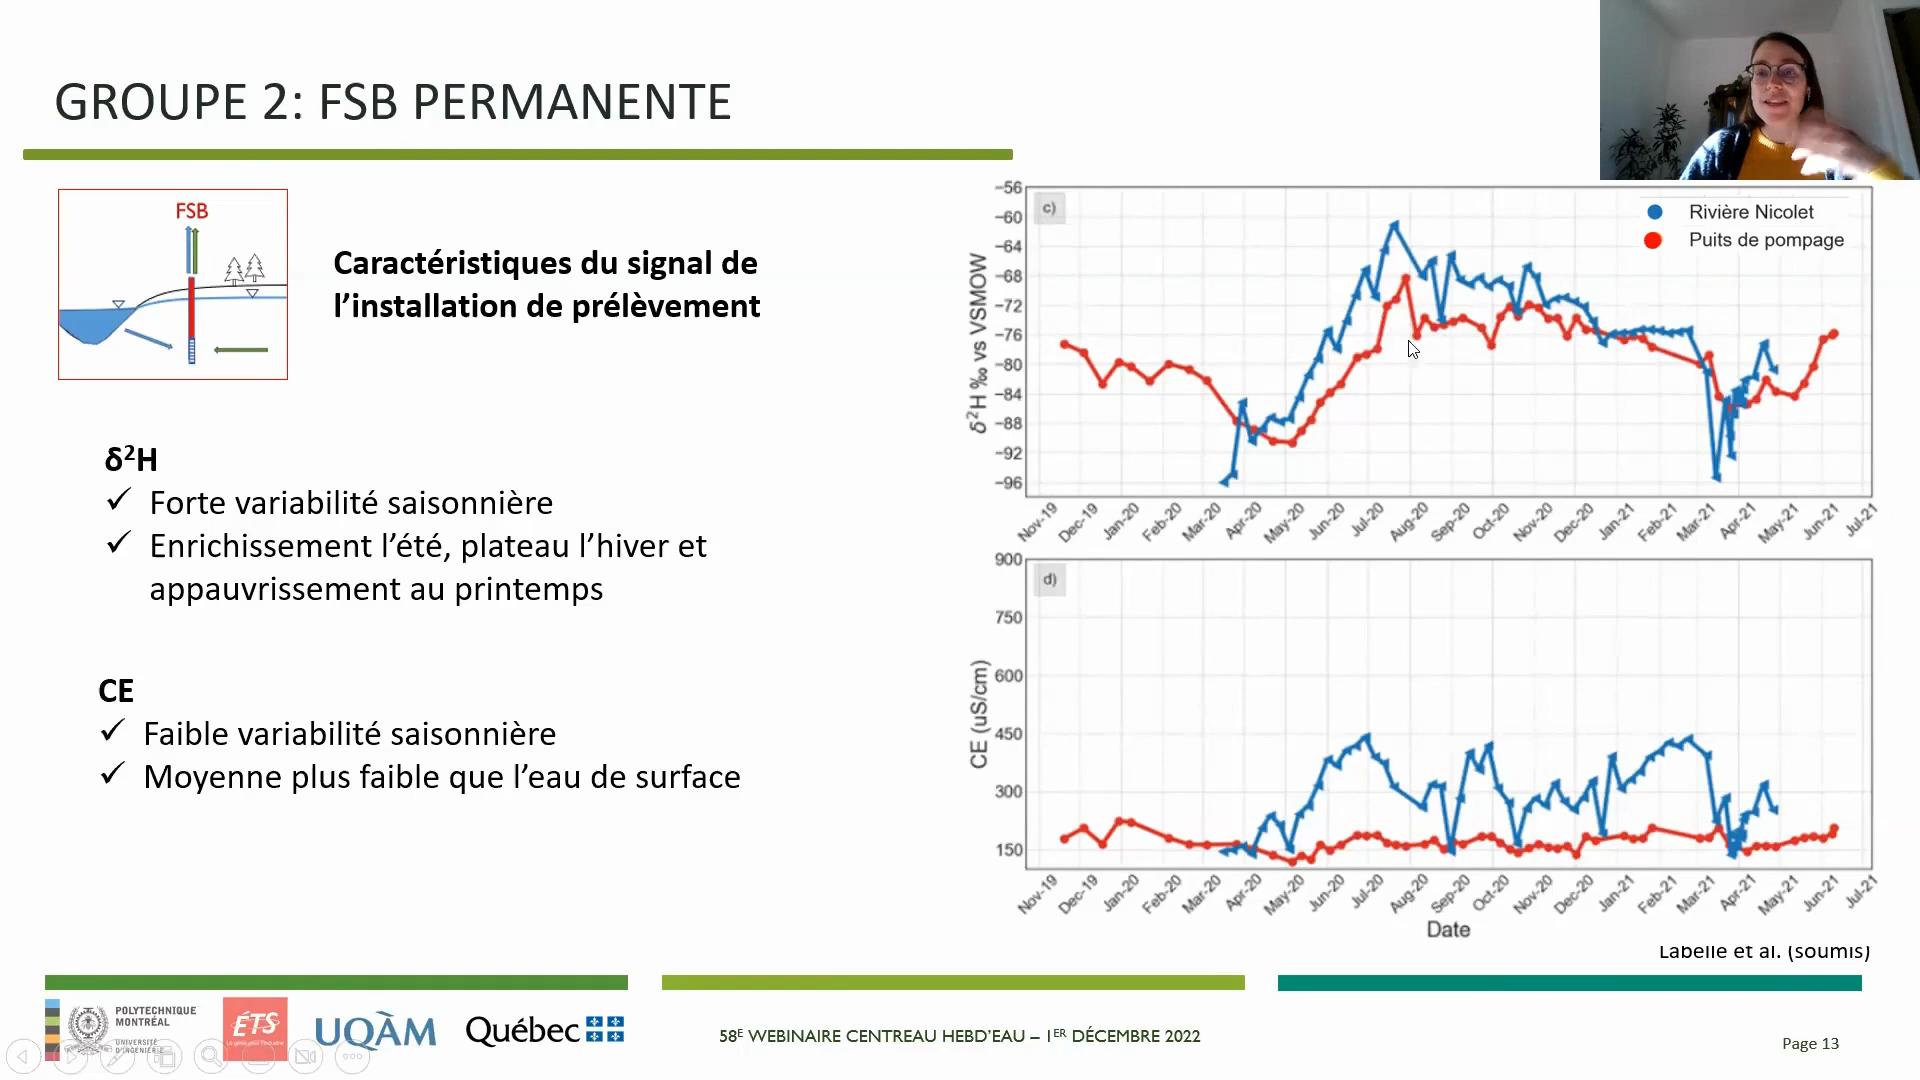 GROUPE 2: FSB PERMANENTE
FSB
Caractéristiques du signal de
l'installation de prélèvement
δ²H
✓ Forte variabilité saisonnière
✓ Enrichissement l'été, plateau l'hiver et
appauvrissement au printemps
CE
✓ Faible variabilité saisonnière
✓ Moyenne plus faible que l'eau de surface
c)
Rivière Nicolet
Puits de pompage
δ²H ‰ vs VSMOW
−56
−60
−64
−68
−72
−76
−80
−84
−88
−92
−96
Nov-19 Dec-19 Jan-20 Feb-20 Mar-20 Apr-20 May-20 Jun-20 Jul-20 Aug-20 Sep-20 Oct-20 Nov-20 Dec-20 Jan-21 Feb-21 Mar-21 Apr-21 May-21 Jun-21 Jul-21
d)
CE (uS/cm)
900
750
600
450
300
150
Nov-19 Dec-19 Jan-20 Feb-20 Mar-20 Apr-20 May-20 Jun-20 Jul-20 Aug-20 Sep-20 Oct-20 Nov-20 Dec-20 Jan-21 Feb-21 Mar-21 Apr-21 May-21 Jun-21 Jul-21
Date
Labelle et al. (soumis)
POLYTECHNIQUE
MONTRÉAL
UNIVERSITÉ
D'INGÉNIERIE
ÉTS
Le génie pour l'industrie
UQÀM
Québec
58E WEBINAIRE CENTREAU HEBD'EAU – 1ER DÉCEMBRE 2022
Page 13